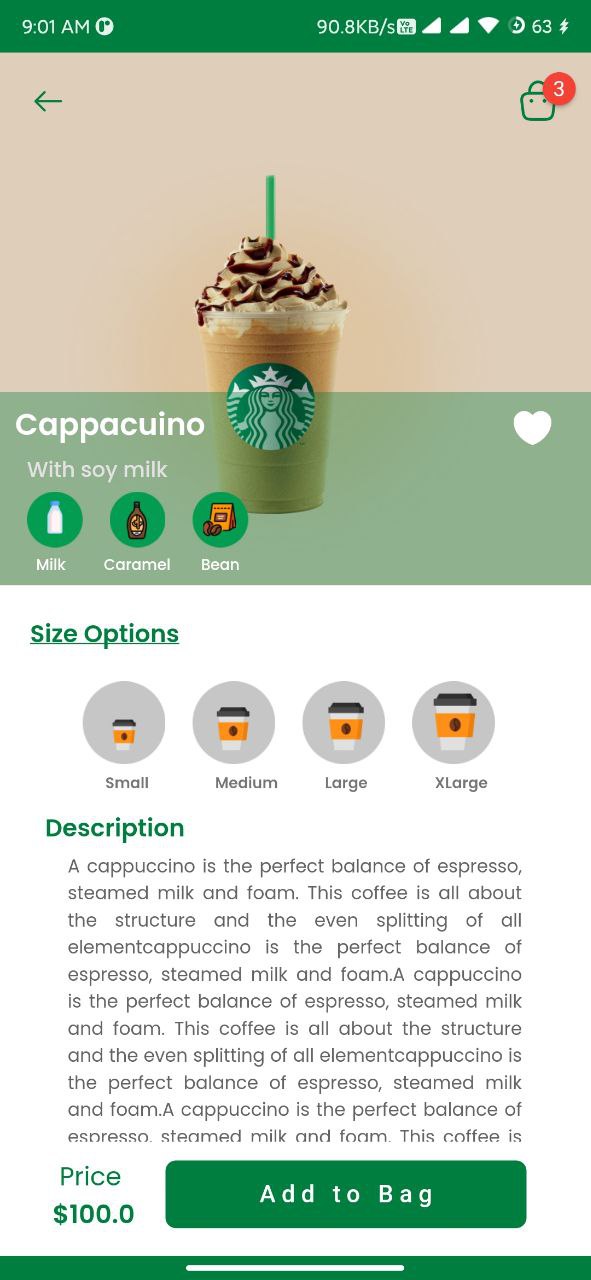 9:01 AM
90.8KB/s Vo LTE 63
3
Cappacuino
With soy milk
Milk Caramel Bean
Size Options
Small Medium Large XLarge
Description
A cappuccino is the perfect balance of espresso,
steamed milk and foam. This coffee is all about
the structure and the even splitting of all
elementcappuccino is the perfect balance of
espresso, steamed milk and foam.A cappuccino
is the perfect balance of espresso, steamed milk
and foam. This coffee is all about the structure
and the even splitting of all elementcappuccino is
the perfect balance of espresso, steamed milk
and foam.A cappuccino is the perfect balance of
espresso, steamed milk and foam. This coffee is
Price
$100.0
Add to Bag